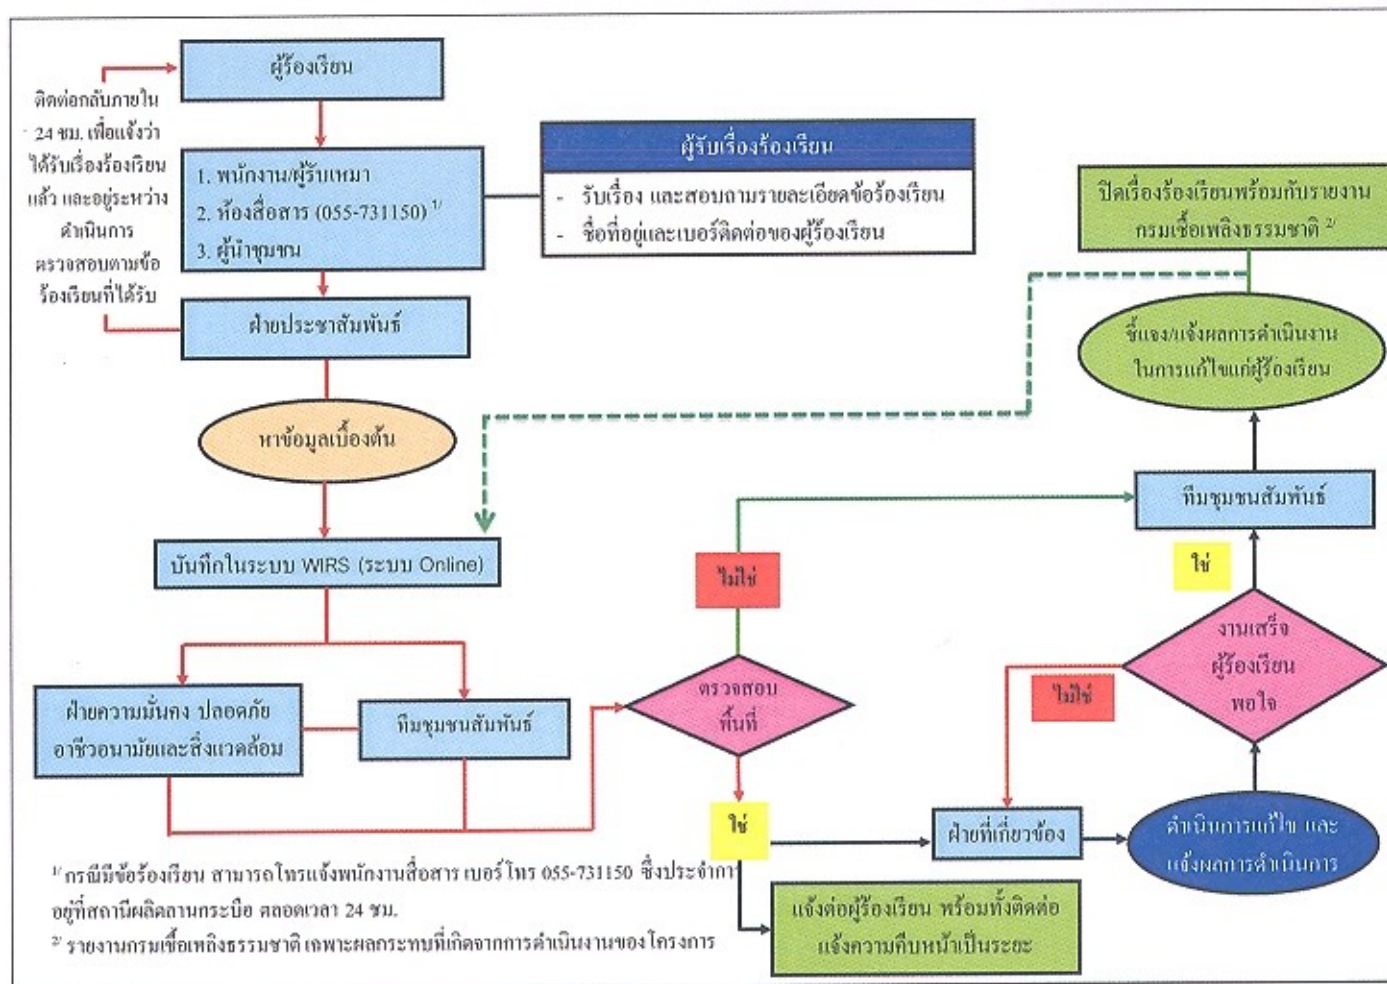 ผู้ร้องเรียน
ติดต่อกลับภายใน
24 ชม. เพื่อแจ้งว่า
ได้รับเรื่องร้องเรียน
แล้ว และอยู่ระหว่าง
ดำเนินการ
ตรวจสอบตามข้อ
ร้องเรียนที่ได้รับ
1. พนักงาน/ผู้รับเหมา
2. ห้องสื่อสาร (055-731150) 1/
3. ผู้นำชุมชน
ผู้รับเรื่องร้องเรียน
- รับเรื่อง และสอบถามรายละเอียดข้อร้องเรียน
- ชื่อที่อยู่และเบอร์ติดต่อของผู้ร้องเรียน
ปิดเรื่องร้องเรียนพร้อมกับรายงาน
กรมเชื้อเพลิงธรรมชาติ 2/
ฝ่ายประชาสัมพันธ์
ชี้แจง/แจ้งผลการดำเนินงาน
ในการแก้ไขแก่ผู้ร้องเรียน
หาข้อมูลเบื้องต้น
ทีมชุมชนสัมพันธ์
บันทึกในระบบ WIRS (ระบบ Online)
ไม่ใช่
ใช่
งานเสร็จ
ผู้ร้องเรียน
พอใจ
ตรวจสอบ
พื้นที่
ไม่ใช่
ฝ่ายความมั่นคง ปลอดภัย
อาชีวอนามัยและสิ่งแวดล้อม
ทีมชุมชนสัมพันธ์
ใช่
ฝ่ายที่เกี่ยวข้อง
ดำเนินการแก้ไข และ
แจ้งผลการดำเนินการ
แจ้งต่อผู้ร้องเรียน พร้อมทั้งติดต่อ
แจ้งความคืบหน้าเป็นระยะ
1/ กรณีมีข้อร้องเรียน สามารถโทรแจ้งพนักงานสื่อสาร เบอร์โทร 055-731150 ซึ่งประจำกา
อยู่ที่สถานีผลิตลานกระบือ ตลอดเวลา 24 ชม.
2/ รายงานกรมเชื้อเพลิงธรรมชาติ เฉพาะผลกระทบที่เกิดจากการดำเนินงานของโครงการ